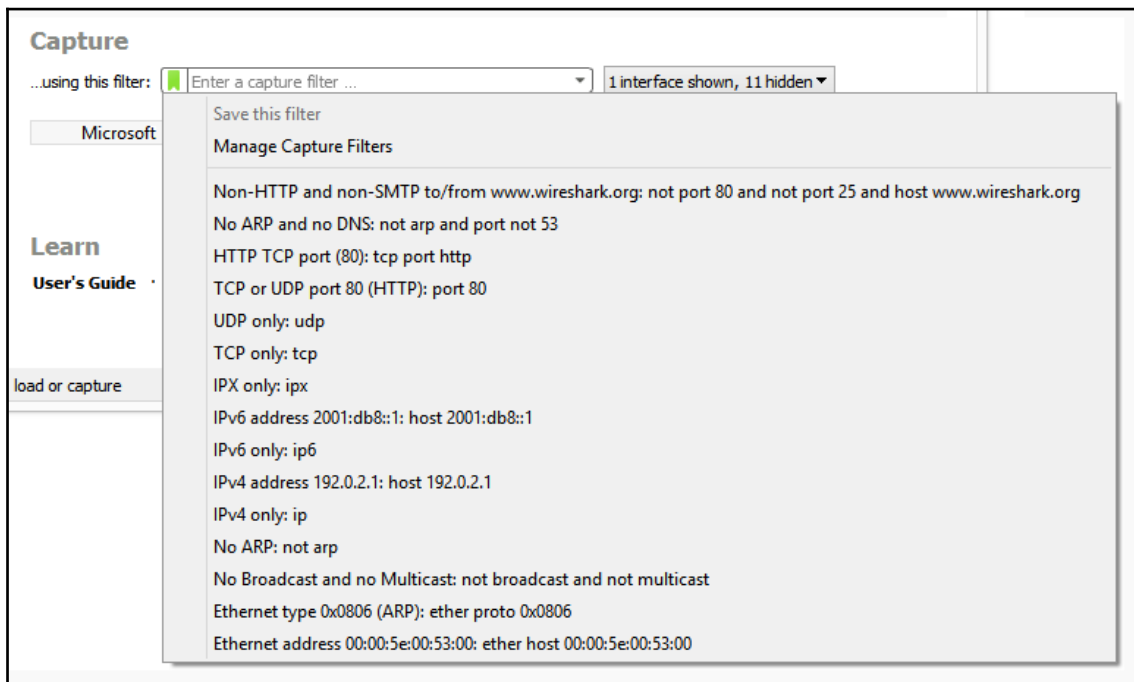 Capture
...using this filter: Enter a capture filter ... 1 interface shown, 11 hidden
Save this filter
Microsoft
Manage Capture Filters
Non-HTTP and non-SMTP to/from www.wireshark.org: not port 80 and not port 25 and host www.wireshark.org
No ARP and no DNS: not arp and port not 53
Learn
HTTP TCP port (80): tcp port http
User's Guide ·
TCP or UDP port 80 (HTTP): port 80
UDP only: udp
TCP only: tcp
load or capture
IPX only: ipx
IPv6 address 2001:db8::1: host 2001:db8::1
IPv6 only: ip6
IPv4 address 192.0.2.1: host 192.0.2.1
IPv4 only: ip
No ARP: not arp
No Broadcast and no Multicast: not broadcast and not multicast
Ethernet type 0x0806 (ARP): ether proto 0x0806
Ethernet address 00:00:5e:00:53:00: ether host 00:00:5e:00:53:00